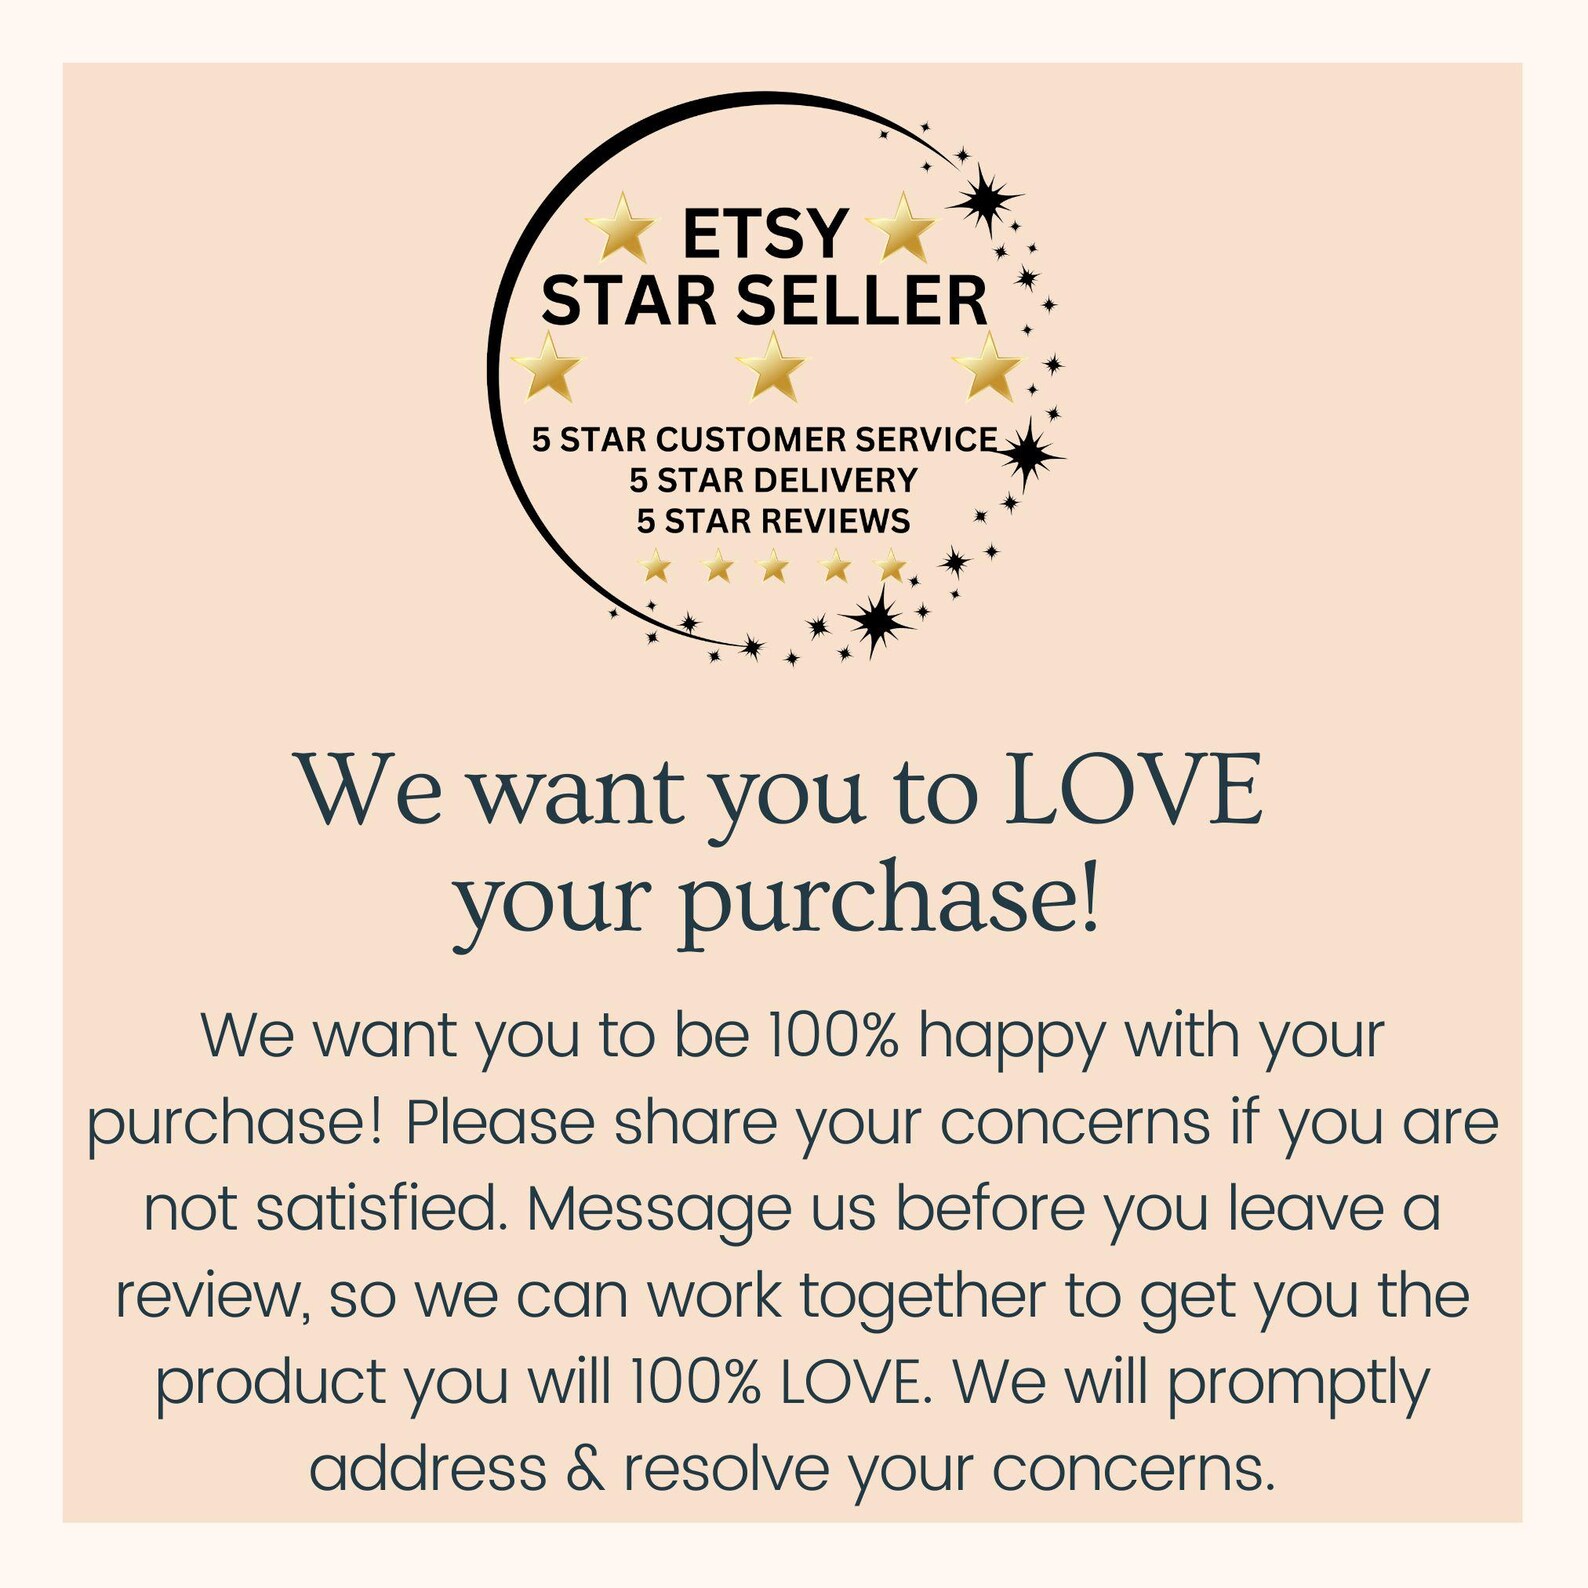 ETSY
STAR SELLER
5 STAR CUSTOMER SERVICE
5 STAR DELIVERY
5 STAR REVIEWS
We want you to LOVE
your purchase!
We want you to be 100% happy with your
purchase! Please share your concerns if you are
not satisfied. Message us before you leave a
review, so we can work together to get you the
product you will 100% LOVE. We will promptly
address & resolve your concerns.